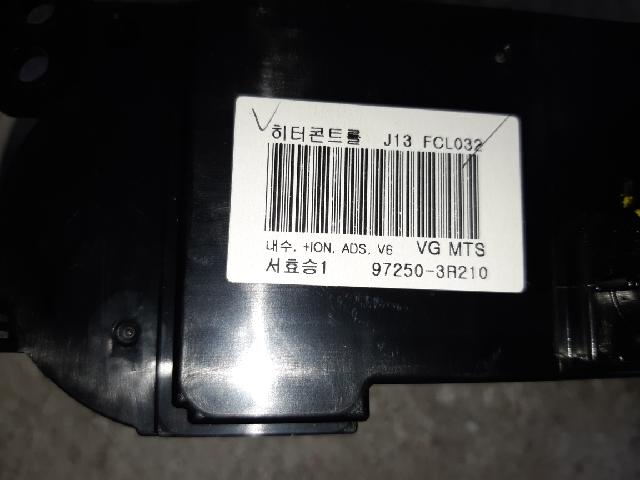 히터콘트롤 J13 FCL032
내수, +ION, ADS, V6 VG MTS
서효승1 97250-3R210